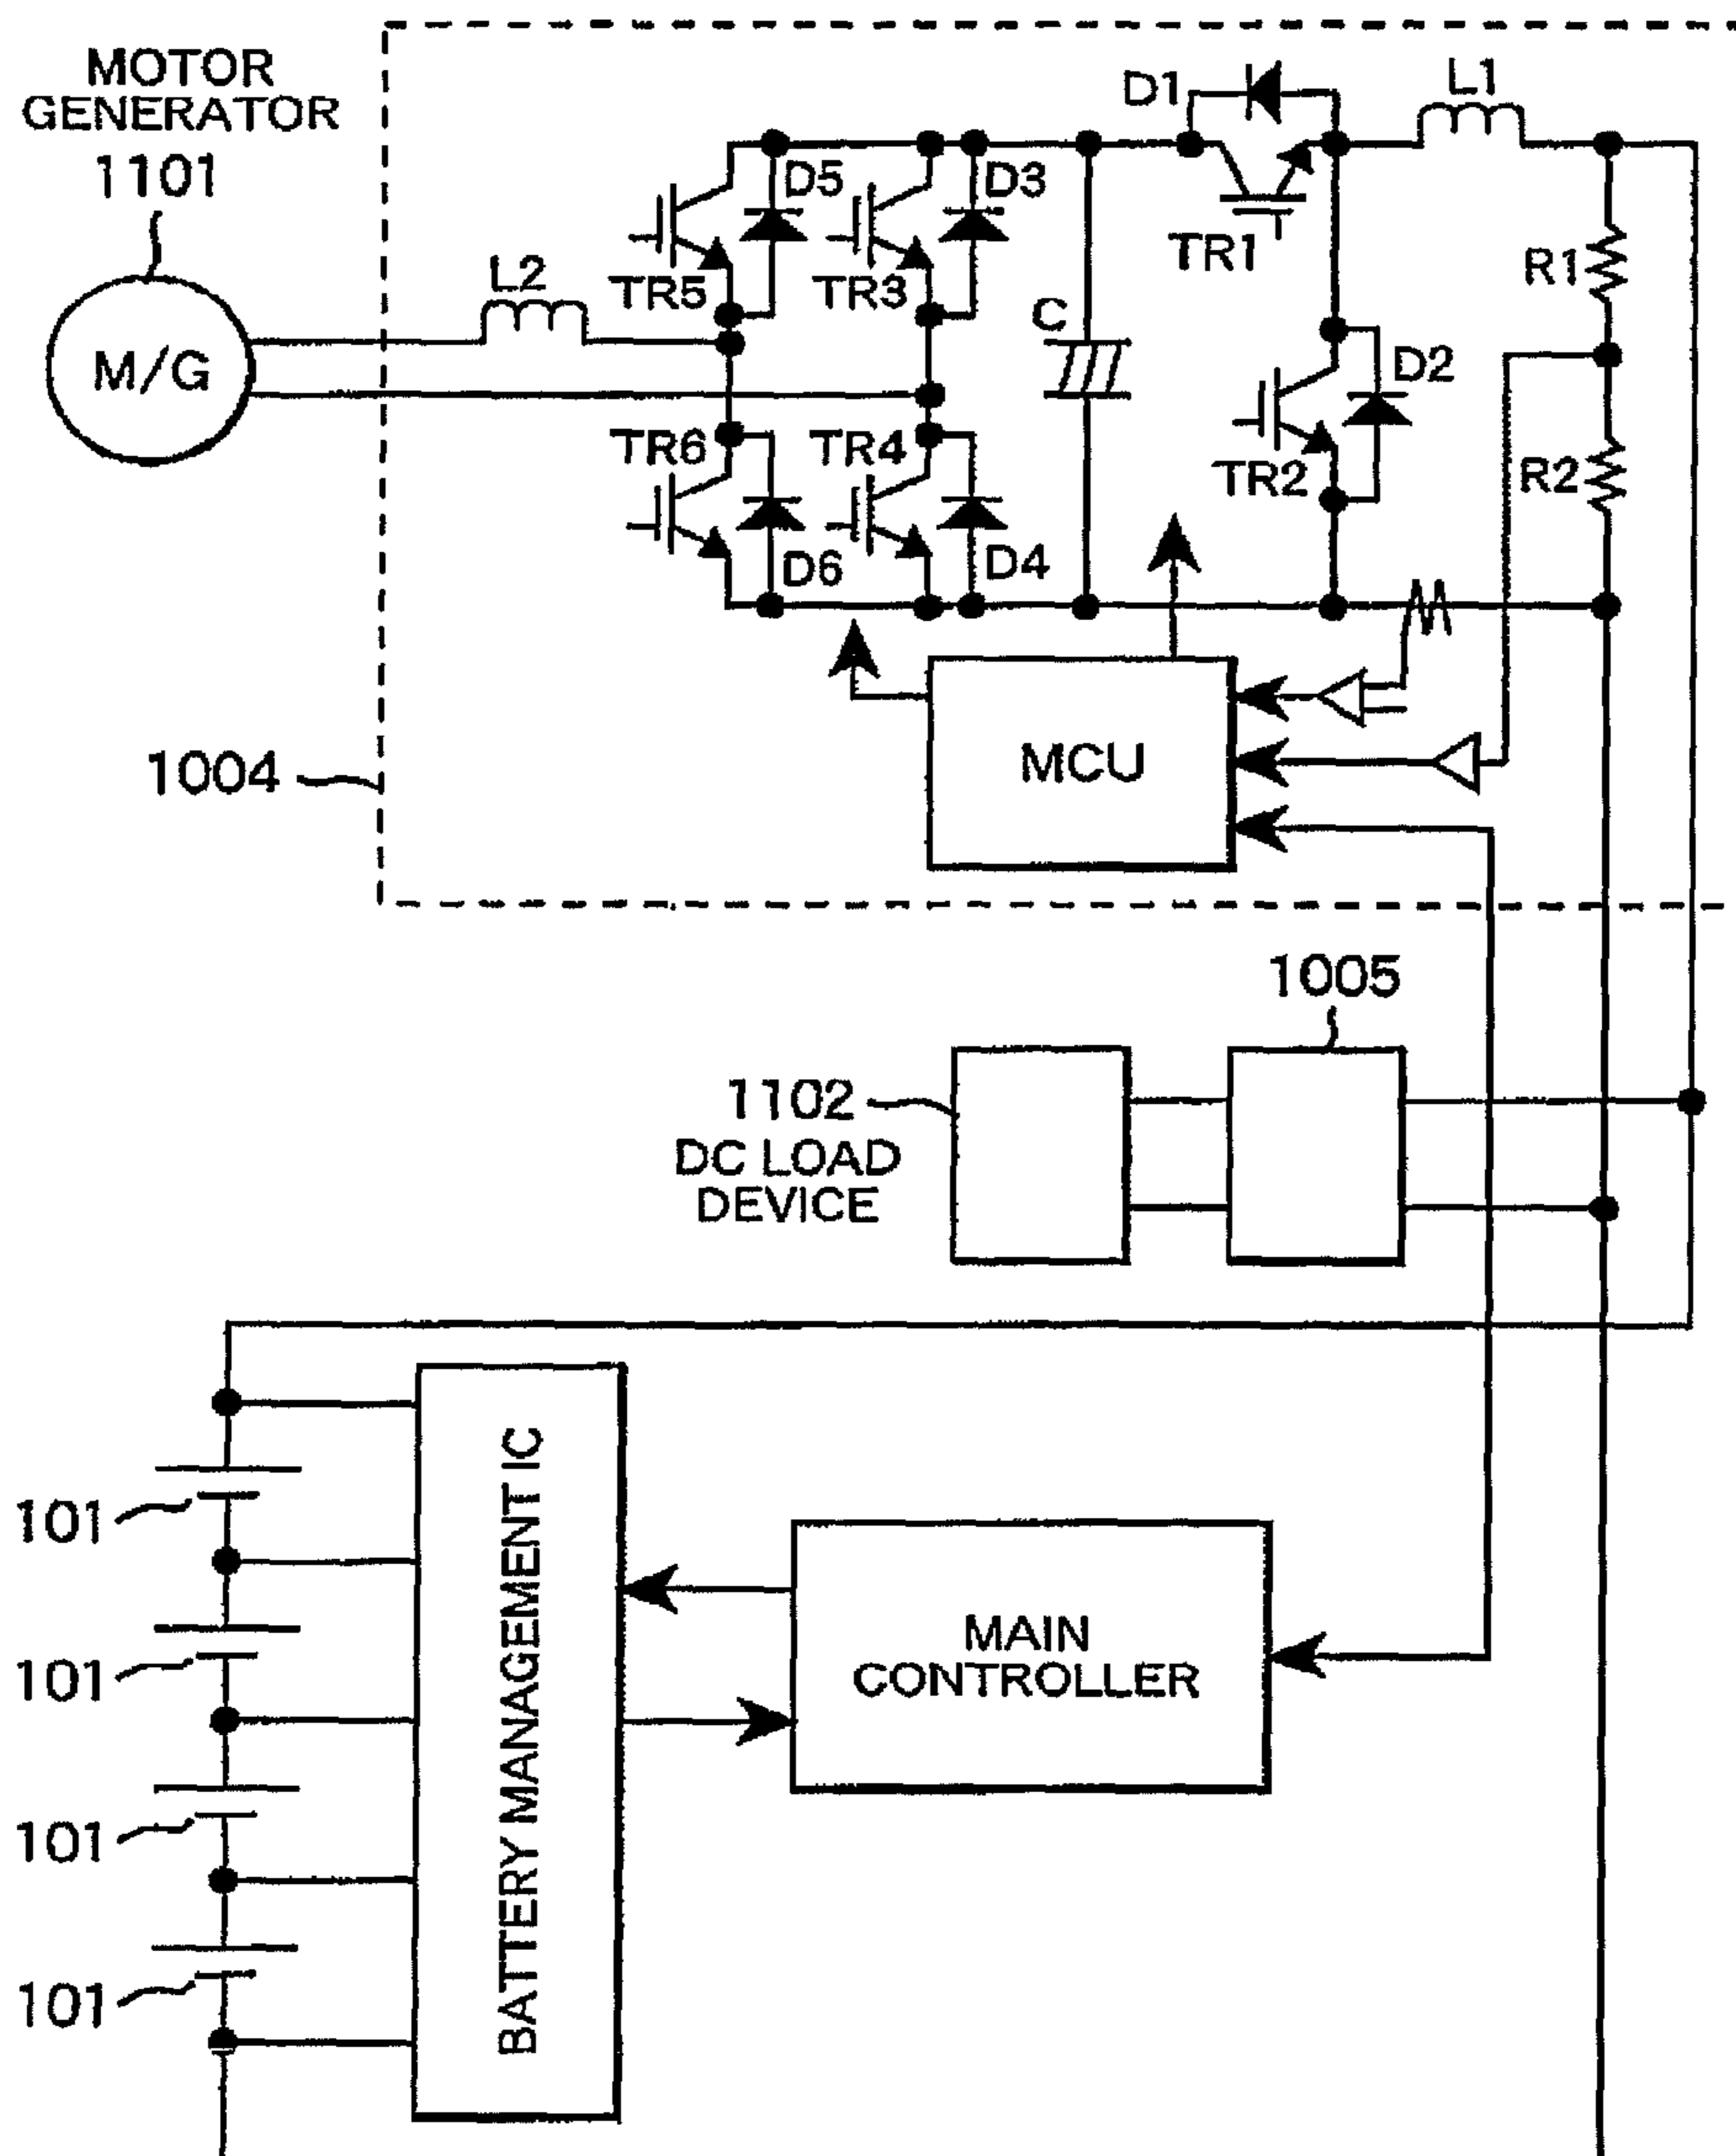 MOTOR
GENERATOR
1101
M/G
L2
D1
L1
D5
D3
TR5
TR3
TR1
R1
C
D2
TR6
TR4
TR2
R2
D6
D4
1004
MCU
1005
1102
DC LOAD
DEVICE
BATTERY MANAGEMENT IC
101
101
101
101
MAIN
CONTROLLER